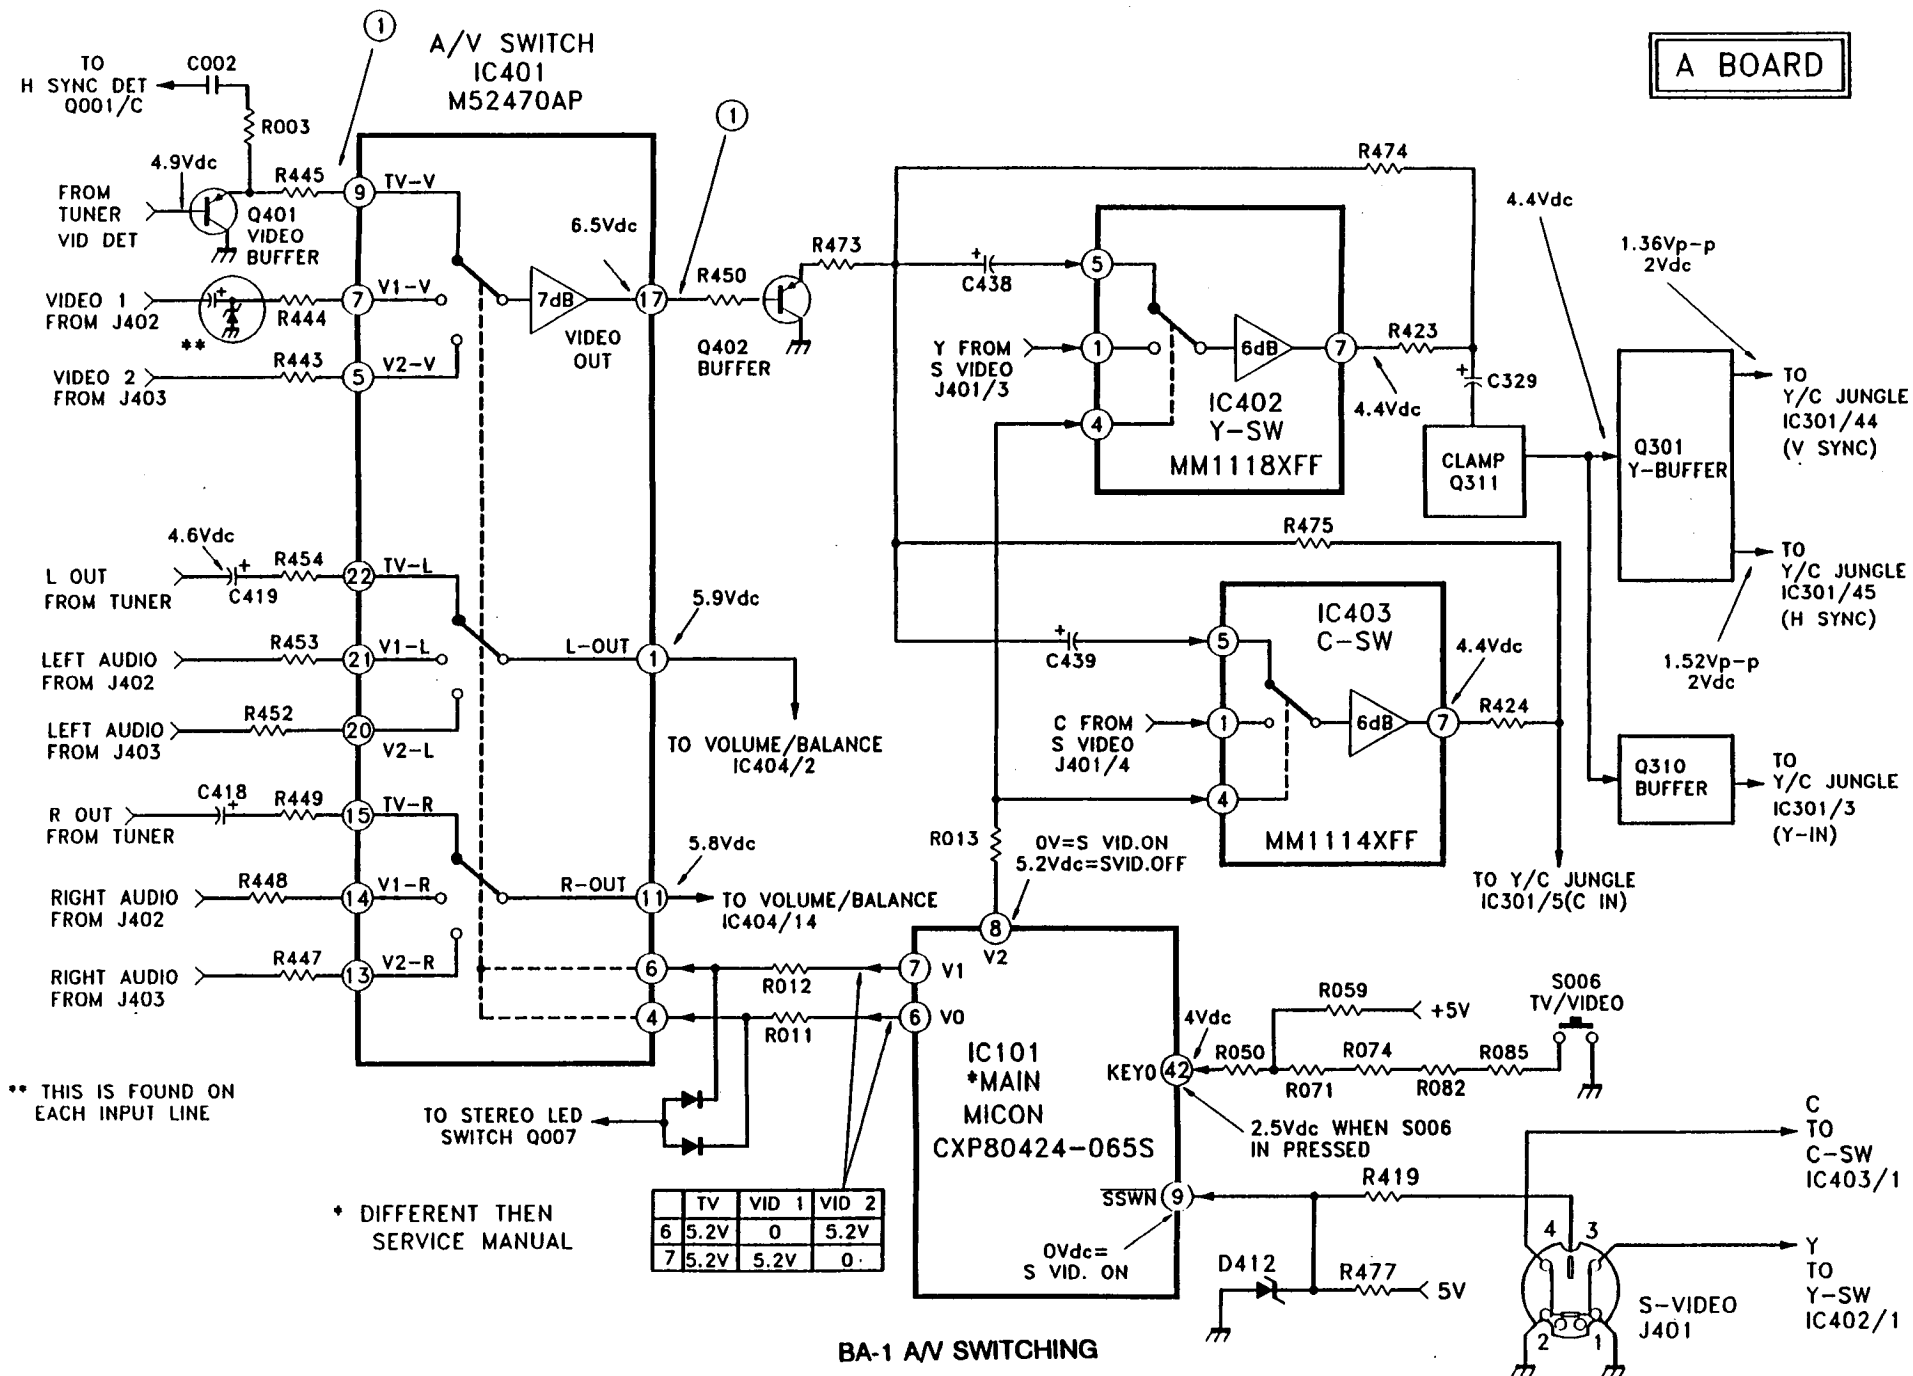 1
A/V SWITCH
IC401
M52470AP
A BOARD
TO
H SYNC DET
Q001/C
C002
R003
1
4.9Vdc
FROM
TUNER
VID DET
R445
Q401
VIDEO
BUFFER
9
TV-V
VIDEO 1
FROM J402
+
**
R444
7
V1-V
VIDEO 2
FROM J403
R443
5
V2-V
7dB
VIDEO
OUT
6.5Vdc
17
R450
Q402
BUFFER
R473
R474
+
C438
5
Y FROM
S VIDEO
J401/3
1
4
6dB
7
IC402
Y-SW
MM1118XFF
R423
4.4Vdc
+
C329
CLAMP
Q311
4.4Vdc
Q301
Y-BUFFER
1.36Vp-p
2Vdc
TO
Y/C JUNGLE
IC301/44
(V SYNC)
TO
Y/C JUNGLE
IC301/45
(H SYNC)
1.52Vp-p
2Vdc
4.6Vdc
L OUT
FROM TUNER
+
C419
R454
22
TV-L
LEFT AUDIO
FROM J402
R453
21
V1-L
LEFT AUDIO
FROM J403
R452
20
V2-L
L-OUT
1
5.9Vdc
TO VOLUME/BALANCE
IC404/2
R OUT
FROM TUNER
C418
+
R449
15
TV-R
RIGHT AUDIO
FROM J402
R448
14
V1-R
RIGHT AUDIO
FROM J403
R447
13
V2-R
R-OUT
11
5.8Vdc
TO VOLUME/BALANCE
IC404/14
R475
+
C439
5
IC403
C-SW
C FROM
S VIDEO
J401/4
1
4
6dB
7
4.4Vdc
R424
MM1114XFF
TO Y/C JUNGLE
IC301/5(C IN)
Q310
BUFFER
TO
Y/C JUNGLE
IC301/3
(Y-IN)
R013
0V=S VID.ON
5.2Vdc=SVID.OFF
8
V2
6
R012
7
V1
4
R011
6
V0
IC101
*MAIN
MICON
CXP80424-065S
KEY0
42
4Vdc
R050
R059
+5V
R071
R074
R082
R085
S006
TV/VIDEO
2.5Vdc WHEN S006
IN PRESSED
SSWN
9
0Vdc=
S VID. ON
R419
D412
R477
5V
C
TO
C-SW
IC403/1
Y
TO
Y-SW
IC402/1
4
3
2
1
S-VIDEO
J401
** THIS IS FOUND ON
EACH INPUT LINE
TO STEREO LED
SWITCH Q007
* DIFFERENT THEN
SERVICE MANUAL
TV VID 1 VID 2
6 5.2V 0 5.2V
7 5.2V 5.2V 0
BA-1 A/V SWITCHING